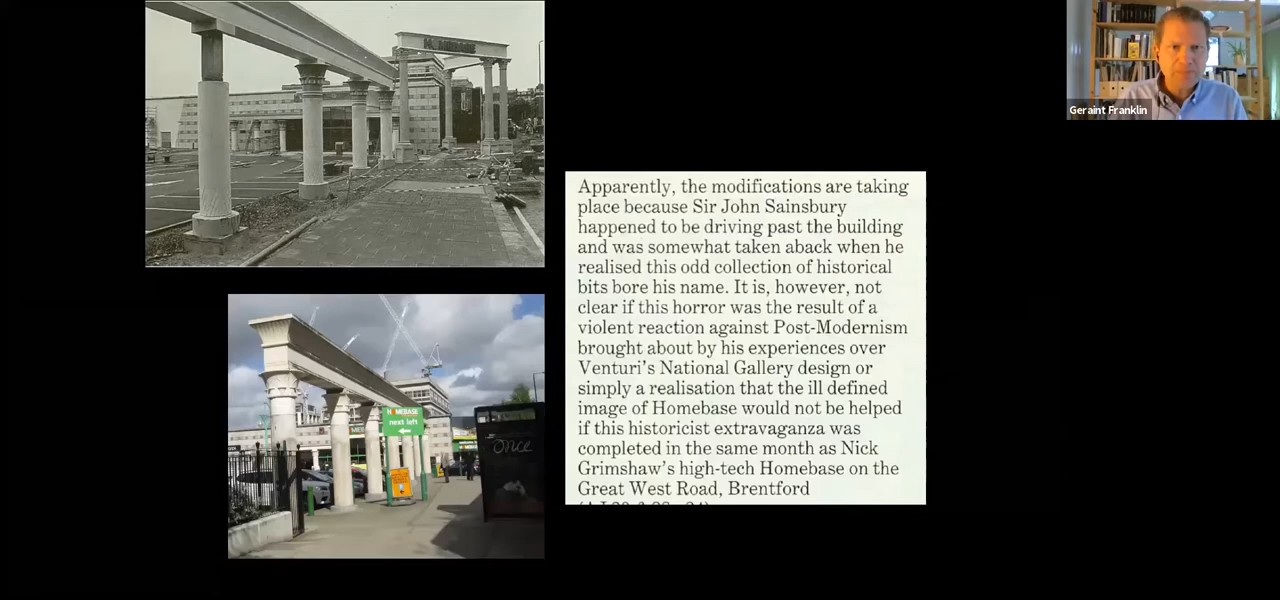 HOMEBASE
Geraint Franklin
Apparently, the modifications are taking
place because Sir John Sainsbury
happened to be driving past the building
and was somewhat taken aback when he
realised this odd collection of historical
bits bore his name. It is, however, not
clear if this horror was the result of a
violent reaction against Post-Modernism
brought about by his experiences over
Venturi's National Gallery design or
simply a realisation that the ill defined
image of Homebase would not be helped
if this historicist extravaganza was
completed in the same month as Nick
Grimshaw's high-tech Homebase on the
Great West Road, Brentford
HOMEBASE
next left
once